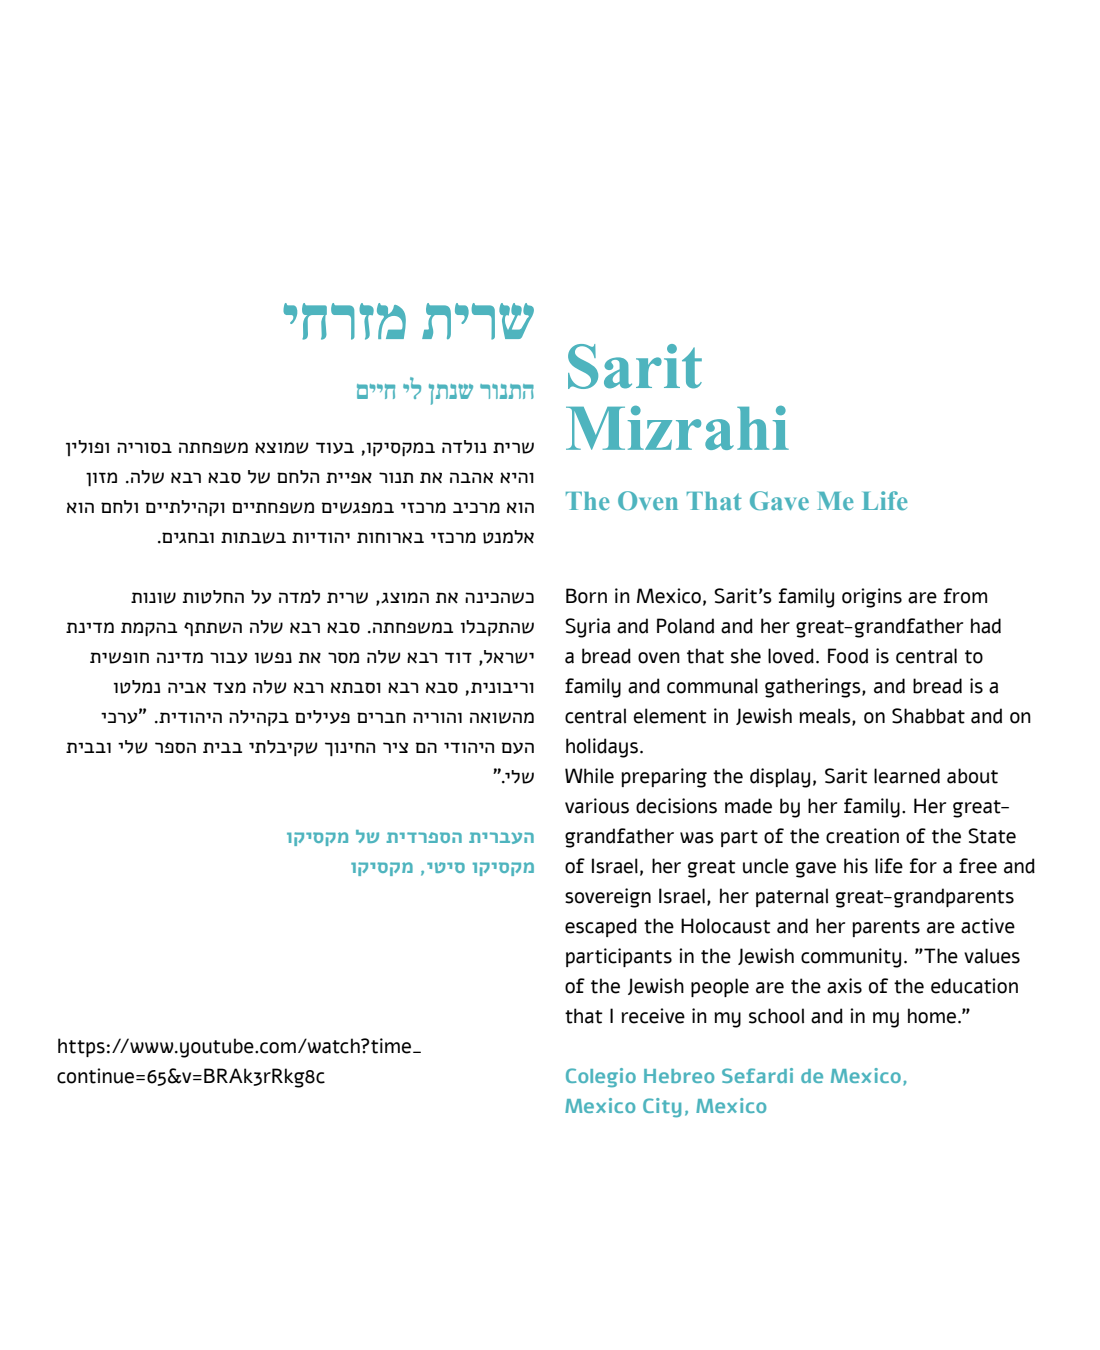 שרית מזרחי
התנור שנתן לי חיים
שרית נולדה במקסיקו, בעוד שמוצא משפחתה בסוריה ופולין
והיא אהבה את תנור אפיית הלחם של סבא רבא שלה. מזון
הוא מרכיב מרכזי במפגשים משפחתיים וקהילתיים ולחם הוא
אלמנט מרכזי בארוחות יהודיות בשבתות ובחגים.
כשהכינה את המוצג, שרית למדה על החלטות שונות
שהתקבלו במשפחתה. סבא רבא שלה השתתף בהקמת מדינת
ישראל, דוד רבא שלה מסר את נפשו עבור מדינה חופשית
וריבונית, סבא רבא וסבתא רבא שלה מצד אביה נמלטו
מהשואה והוריה חברים פעילים בקהילה היהודית. "ערכי
העם היהודי הם ציר החינוך שקיבלתי בבית הספר שלי ובבית
שלי."
העברית הספרדית של מקסיקו
מקסיקו סיטי, מקסיקו
https://www.youtube.com/watch?time_
continue=65&v=BRAk3rRkg8c
Sarit
Mizrahi
The Oven That Gave Me Life
Born in Mexico, Sarit's family origins are from
Syria and Poland and her great-grandfather had
a bread oven that she loved. Food is central to
family and communal gatherings, and bread is a
central element in Jewish meals, on Shabbat and on
holidays.
While preparing the display, Sarit learned about
various decisions made by her family. Her great-
grandfather was part of the creation of the State
of Israel, her great uncle gave his life for a free and
sovereign Israel, her paternal great-grandparents
escaped the Holocaust and her parents are active
participants in the Jewish community. "The values
of the Jewish people are the axis of the education
that I receive in my school and in my home."
Colegio Hebreo Sefardi de Mexico,
Mexico City, Mexico